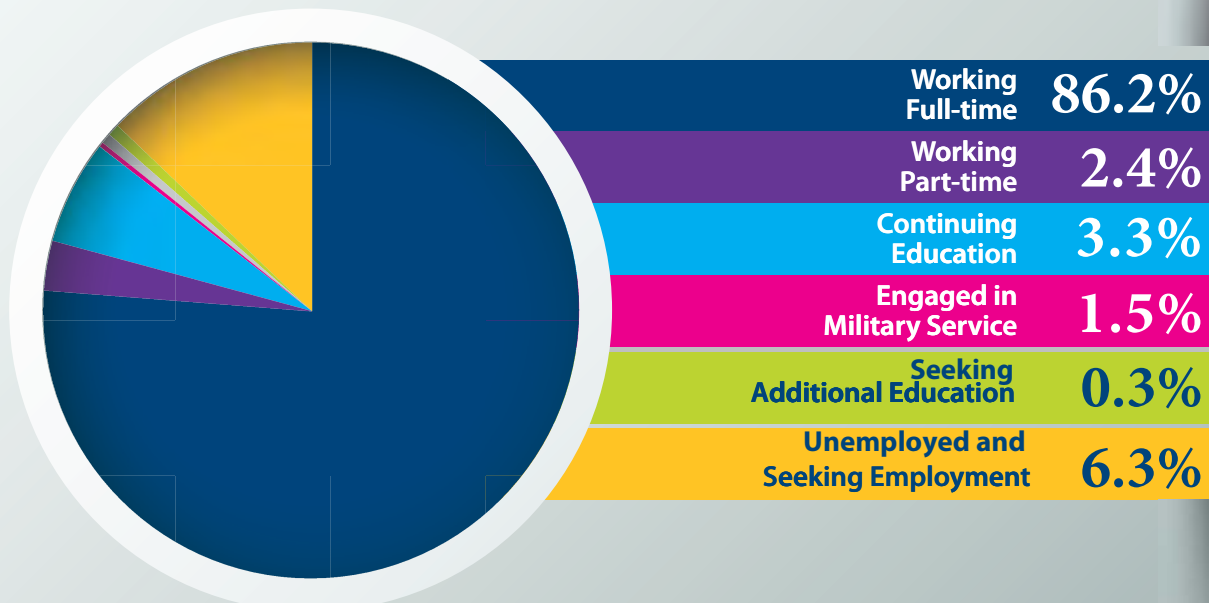 Working
Full-time 86.2%
Working
Part-time 2.4%
Continuing
Education 3.3%
Engaged in
Military Service 1.5%
Seeking
Additional Education 0.3%
Unemployed and
Seeking Employment 6.3%